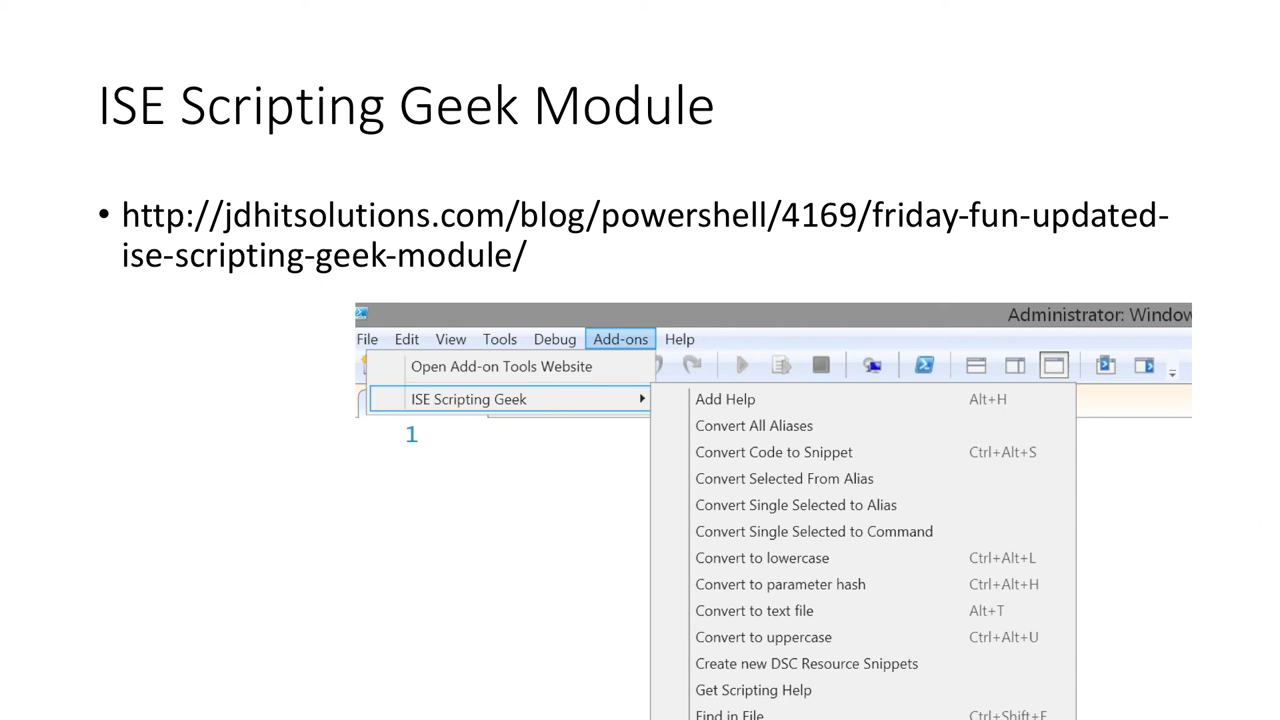 ISE Scripting Geek Module
• http://jdhitsolutions.com/blog/powershell/4169/friday-fun-updated-
ise-scripting-geek-module/
Administrator: Window
File Edit View Tools Debug Add-ons Help
Open Add-on Tools Website
ISE Scripting Geek
1
Add Help Alt+H
Convert All Aliases
Convert Code to Snippet Ctrl+Alt+S
Convert Selected From Alias
Convert Single Selected to Alias
Convert Single Selected to Command
Convert to lowercase Ctrl+Alt+L
Convert to parameter hash Ctrl+Alt+H
Convert to text file Alt+T
Convert to uppercase Ctrl+Alt+U
Create new DSC Resource Snippets
Get Scripting Help
Find in File Ctrl+Shift+F